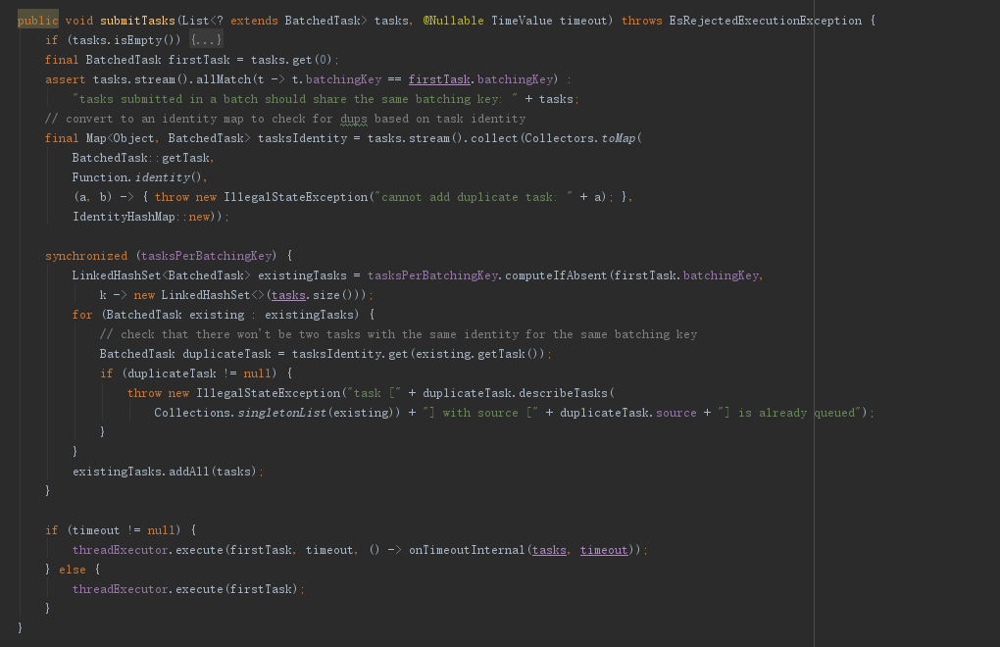 public void submitTasks(List<? extends BatchedTask> tasks, @Nullable TimeValue timeout) throws EsRejectedExecutionException {
    if (tasks.isEmpty()) {...}
    final BatchedTask firstTask = tasks.get(0);
    assert tasks.stream().allMatch(t -> t.batchingKey == firstTask.batchingKey) :
        "tasks submitted in a batch should share the same batching key: " + tasks;
    // convert to an identity map to check for dups based on task identity
    final Map<Object, BatchedTask> tasksIdentity = tasks.stream().collect(Collectors.toMap(
        BatchedTask::getTask,
        Function.identity(),
        (a, b) -> { throw new IllegalStateException("cannot add duplicate task: " + a); },
        IdentityHashMap::new));

    synchronized (tasksPerBatchingKey) {
        LinkedHashSet<BatchedTask> existingTasks = tasksPerBatchingKey.computeIfAbsent(firstTask.batchingKey,
            k -> new LinkedHashSet<>(tasks.size()));
        for (BatchedTask existing : existingTasks) {
            // check that there won't be two tasks with the same identity for the same batching key
            BatchedTask duplicateTask = tasksIdentity.get(existing.getTask());
            if (duplicateTask != null) {
                throw new IllegalStateException("task [" + duplicateTask.describeTasks(
                    Collections.singletonList(existing)) + "] with source [" + duplicateTask.source + "] is already queued");
            }
        }
        existingTasks.addAll(tasks);
    }

    if (timeout != null) {
        threadExecutor.execute(firstTask, timeout, () -> onTimeoutInternal(tasks, timeout));
    } else {
        threadExecutor.execute(firstTask);
    }
}